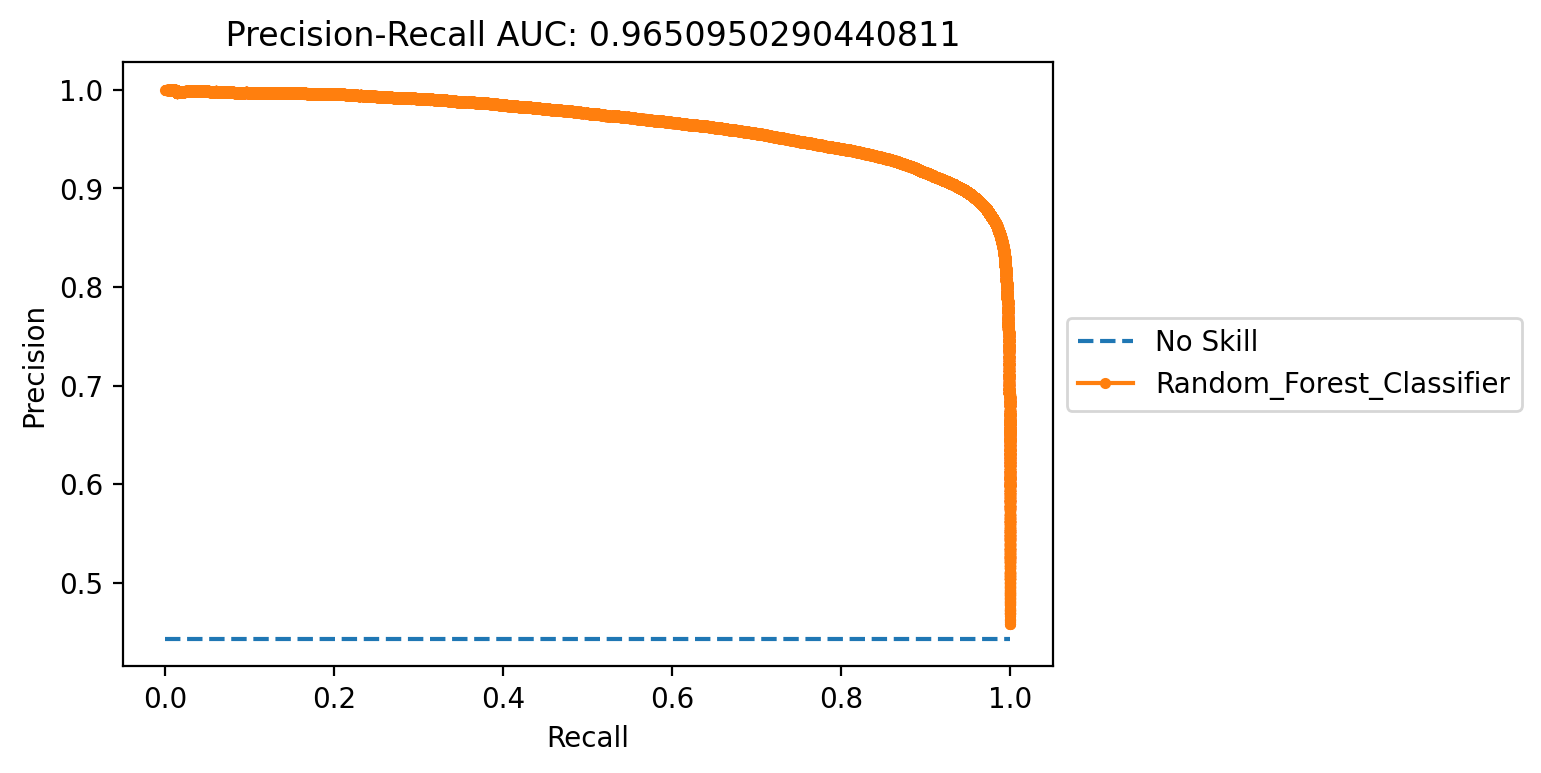 Precision-Recall AUC: 0.9650950290440811
1.0
0.9
0.8
0.7
0.6
0.5
Precision
0.0 0.2 0.4 0.6 0.8 1.0
Recall
No Skill
Random_Forest_Classifier